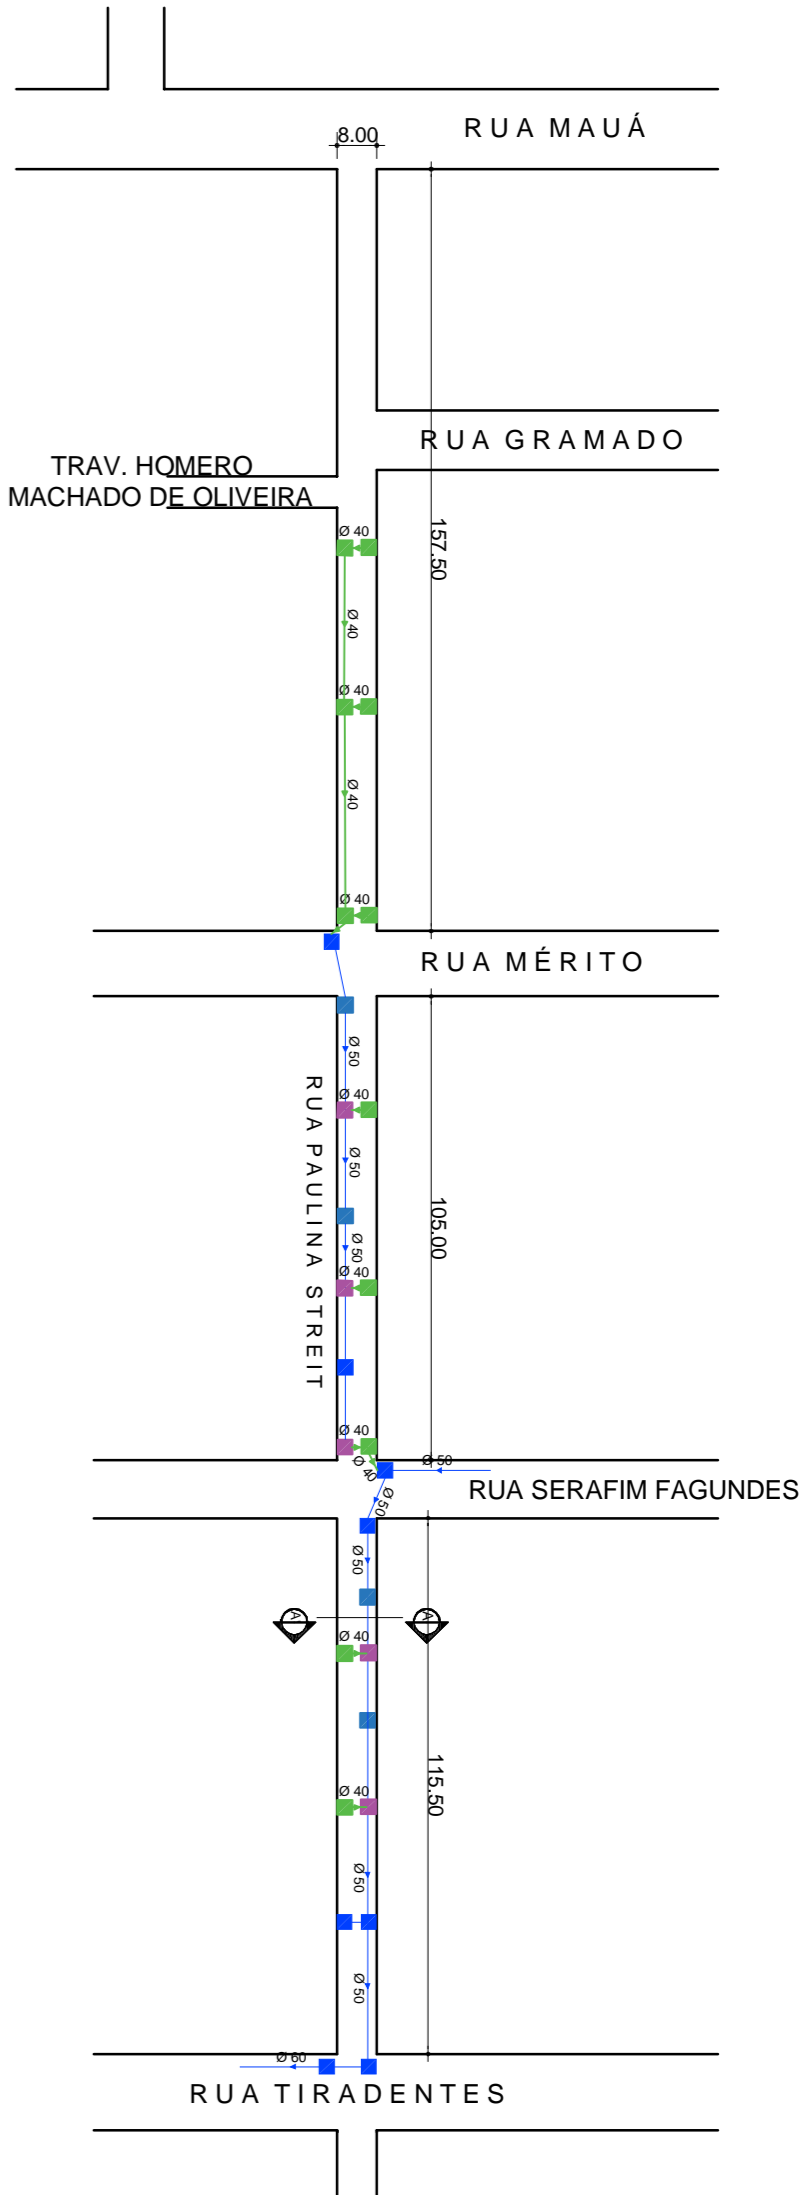 RUA MAUÁ
8.00
RUA GRAMADO
TRAV. HOMERO
MACHADO DE OLIVEIRA
Ø 40
157.50
Ø 40
Ø 40
Ø 40
Ø 40
RUA MÉRITO
Ø 50
RUA PAULINA STREIT
Ø 40
Ø 50
105.00
Ø 50
Ø 40
Ø 40
Ø 40
Ø 50
RUA SERAFIM FAGUNDES
Ø 50
Ø 50
A
A
Ø 40
115.50
Ø 40
Ø 50
Ø 50
Ø 60
RUA TIRADENTES